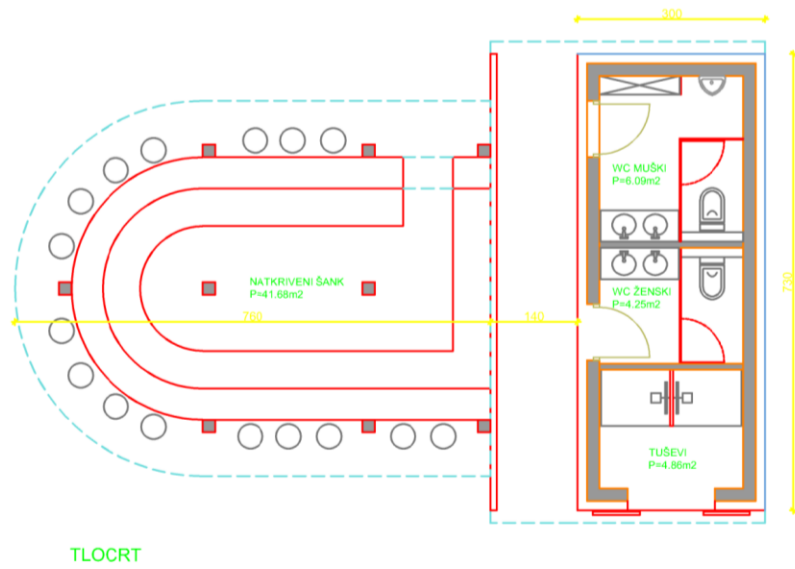 300
WC MUŠKI
P=6.09m2
NATKRIVENI ŠANK
P=41.68m2
WC ŽENSKI
P=4.25m2
730
140
TUŠEVI
P=4.86m2
TLOCRT